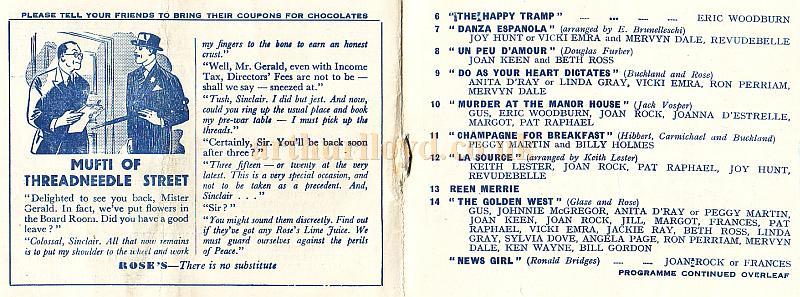 PLEASE TELL YOUR FRIENDS TO BRING THEIR COUPONS FOR CHOCOLATES
MUFTI OF
THREADNEEDLE STREET
"Delighted to see you back, Mister
Gerald. In fact, we've put flowers in
the Board Room. Did you have a good
leave?"
"Colossal, Sinclair. All that now remains
is to put my shoulder to the wheel and work
my fingers to the bone to earn an honest
crust."
"Well, Mr. Gerald, even with Income
Tax, Directors' Fees are not to be —
shall we say — sneezed at."
"Tush, Sinclair. I did but jest. And now,
could you ring up the usual place and book
my pre-war table — I must pick up the
threads."
"Certainly, Sir. You'll be back soon
after three?"
"Three fifteen — or twenty at the very
latest. This is a very special occasion, and
not to be taken as a precedent. And,
Sinclair . . ."
"Sir?"
"You might sound them discreetly. Find out
if they've got any Rose's Lime Juice. We
must guard ourselves against the perils
of Peace."
ROSE'S—There is no substitute
6 "THE HAPPY TRAMP" ... ... ... ERIC WOODBURN
7 "DANZA ESPANOLA" (arranged by E. Brunelleschi)
JOY HUNT or VICKI EMRA and MERVYN DALE, REVUDEBELLE
8 "UN PEU D'AMOUR" (Douglas Furber)
JOAN KEEN and BETH ROSS
9 "DO AS YOUR HEART DICTATES" (Buckland and Rose)
ANITA D'RAY or LINDA GRAY, VICKI EMRA, RON PERRIAM,
MERVYN DALE
10 "MURDER AT THE MANOR HOUSE" (Jack Vosper)
GUS, ERIC WOODBURN, JOAN ROCK, JOANNA D'ESTRELLE,
MARGOT, PAT RAPHAEL
11 "CHAMPAGNE FOR BREAKFAST" (Hibbert, Carmichael and Buckland)
PEGGY MARTIN and BILLY HOLMES
12 "LA SOURCE" (arranged by Keith Lester)
KEITH LESTER, JOAN ROCK, PAT RAPHAEL, JOY HUNT,
REVUDEBELLE
13 REEN MERRIE
14 "THE GOLDEN WEST" (Glaze and Rose)
GUS, JOHNNIE McGREGOR, ANITA D'RAY or PEGGY MARTIN,
JOAN KEEN, JOAN ROCK, JILL, MARGOT, FRANCES, PAT
RAPHAEL, VICKI EMRA, JACKIE RAY, BETH ROSS, LINDA
GRAY, SYLVIA DOVE, ANGELA PAGE, RON PERRIAM, MERVYN
DALE, KEN WAYNE, BILL GORDON
"NEWS GIRL" (Ronald Bridges) — — JOAN ROCK or FRANCES
PROGRAMME CONTINUED OVERLEAF